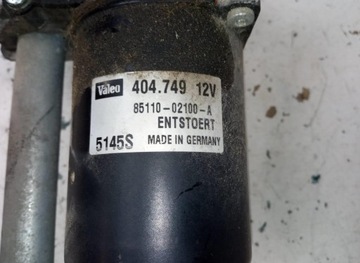 Valeo 404.749 12V
85110-02100-A
ENTSTOERT
5145S MADE IN GERMANY